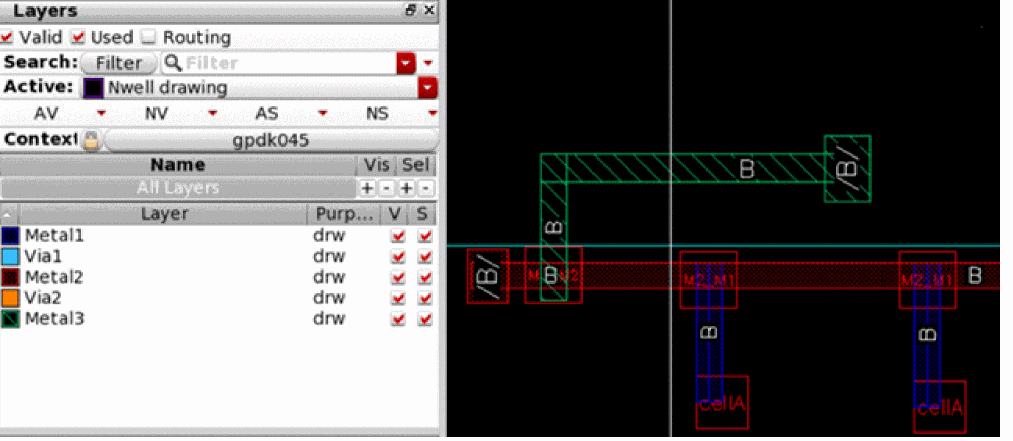 Layers
Valid Used Routing
Search: Filter Filter
Active: Nwell drawing
AV NV AS NS
Context gpdk045
Name Vis Sel
All Layers + - + -
Layer Purp... V S
Metal1 drw
Via1 drw
Metal2 drw
Via2 drw
Metal3 drw
B /B/
B
/B/ B M2_M1 M2_M1 B
B B
cellA cellA